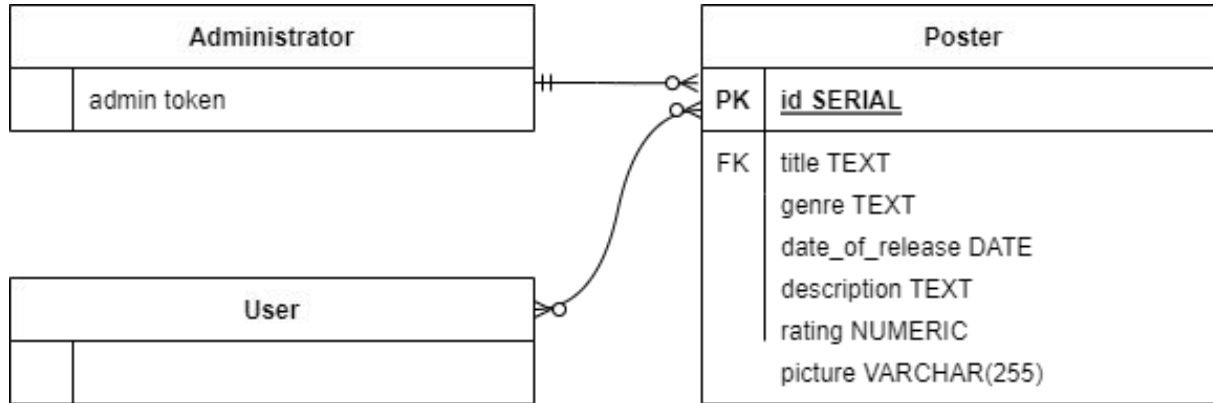 Administrator
admin token
Poster
PK id SERIAL
FK title TEXT
genre TEXT
date_of_release DATE
description TEXT
rating NUMERIC
picture VARCHAR(255)
User